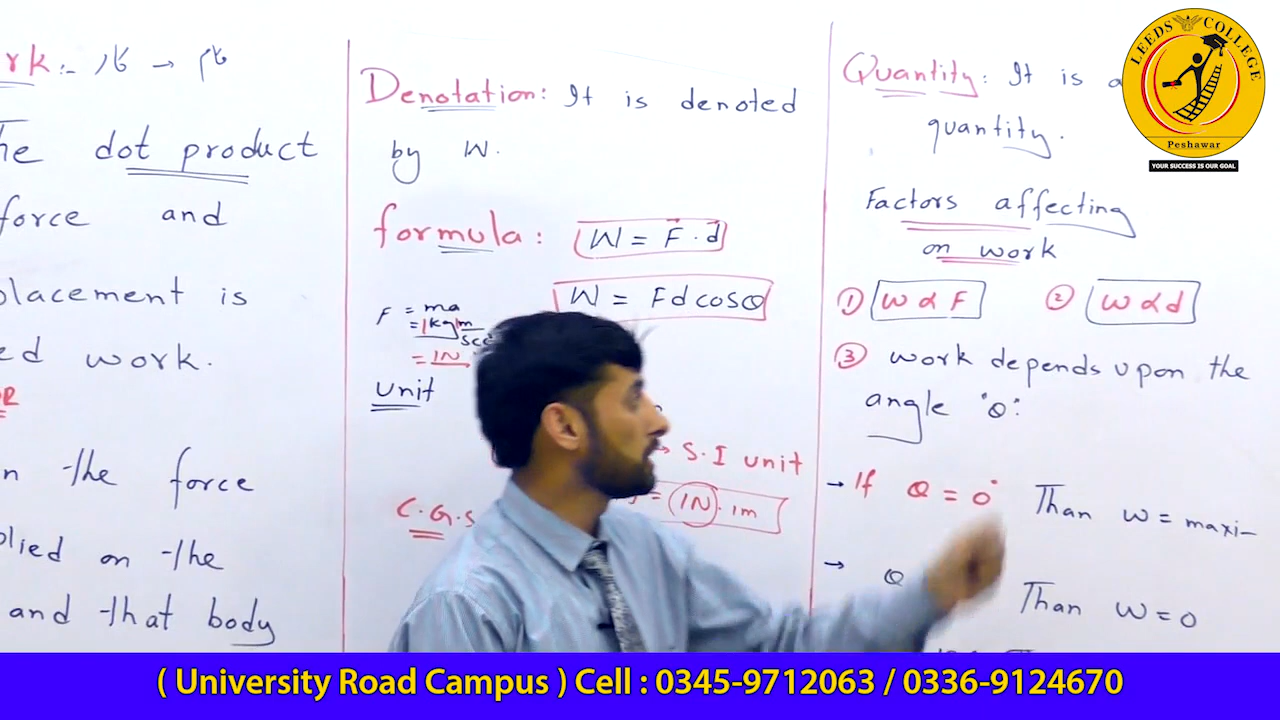 rk :- کار → کام
he dot product
force and
placement is
ed work.
OR
n the force
plied on the
and that body
Denotation: It is denoted
by W.
formula: W = F⃗ . d⃗
W = Fd cosθ
F = ma
= 1kgm
sec
= 1N
Unit
→ S.I unit
= 1N . 1m
C.G.S
Quantity: It is a
quantity.
Factors affecting
on work
① W α F ② W α d
③ work depends upon the
angle "θ".
→ If θ = 0° Than W = maxi-
→ θ Than W = 0
LEEDS COLLEGE
Peshawar
YOUR SUCCESS IS OUR GOAL
( University Road Campus ) Cell : 0345-9712063 / 0336-9124670